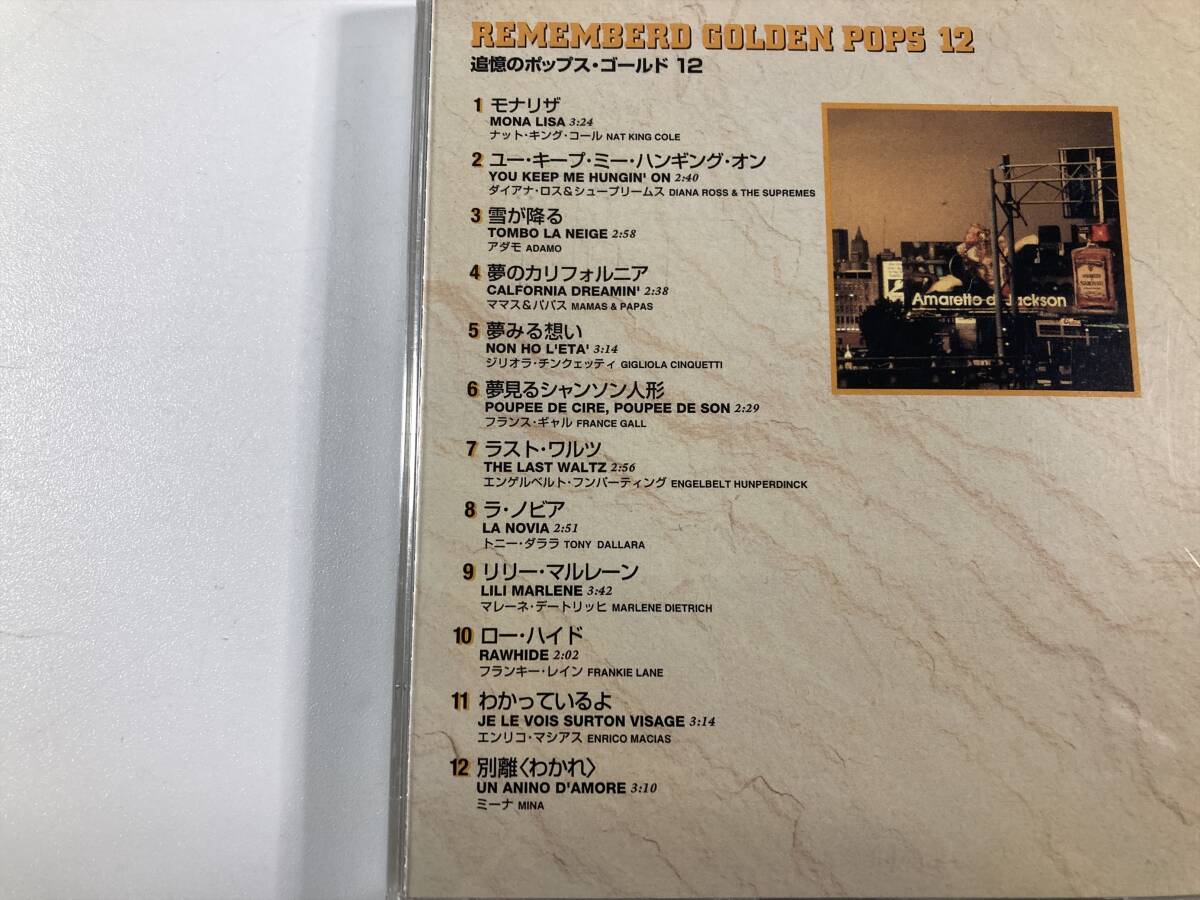 REMEMBERD GOLDEN POPS 12
追憶のポップス・ゴールド 12
1 モナリザ
MONA LISA 3:24
ナット・キング・コール NAT KING COLE
2 ユー・キープ・ミー・ハンギング・オン
YOU KEEP ME HUNGIN' ON 2:40
ダイアナ・ロス&シュープリームス DIANA ROSS & THE SUPREMES
3 雪が降る
TOMBO LA NEIGE 2:58
アダモ ADAMO
4 夢のカリフォルニア
CALFORNIA DREAMIN' 2:38
ママス&パパス MAMAS & PAPAS
5 夢みる想い
NON HO L'ETA' 3:14
ジリオラ・チンクェッティ GIGLIOLA CINQUETTI
6 夢見るシャンソン人形
POUPEE DE CIRE, POUPEE DE SON 2:29
フランス・ギャル FRANCE GALL
7 ラスト・ワルツ
THE LAST WALTZ 2:56
エンゲルベルト・フンパーティング ENGELBELT HUNPERDINCK
8 ラ・ノビア
LA NOVIA 2:51
トニー・ダララ TONY DALLARA
9 リリー・マルレーン
LILI MARLENE 3:42
マレーネ・デートリッヒ MARLENE DIETRICH
10 ロー・ハイド
RAWHIDE 2:02
フランキー・レイン FRANKIE LANE
11 わかっているよ
JE LE VOIS SURTON VISAGE 3:14
エンリコ・マシアス ENRICO MACIAS
12 別離〈わかれ〉
UN ANINO D'AMORE 3:10
ミーナ MINA
Amaretto di Jackson